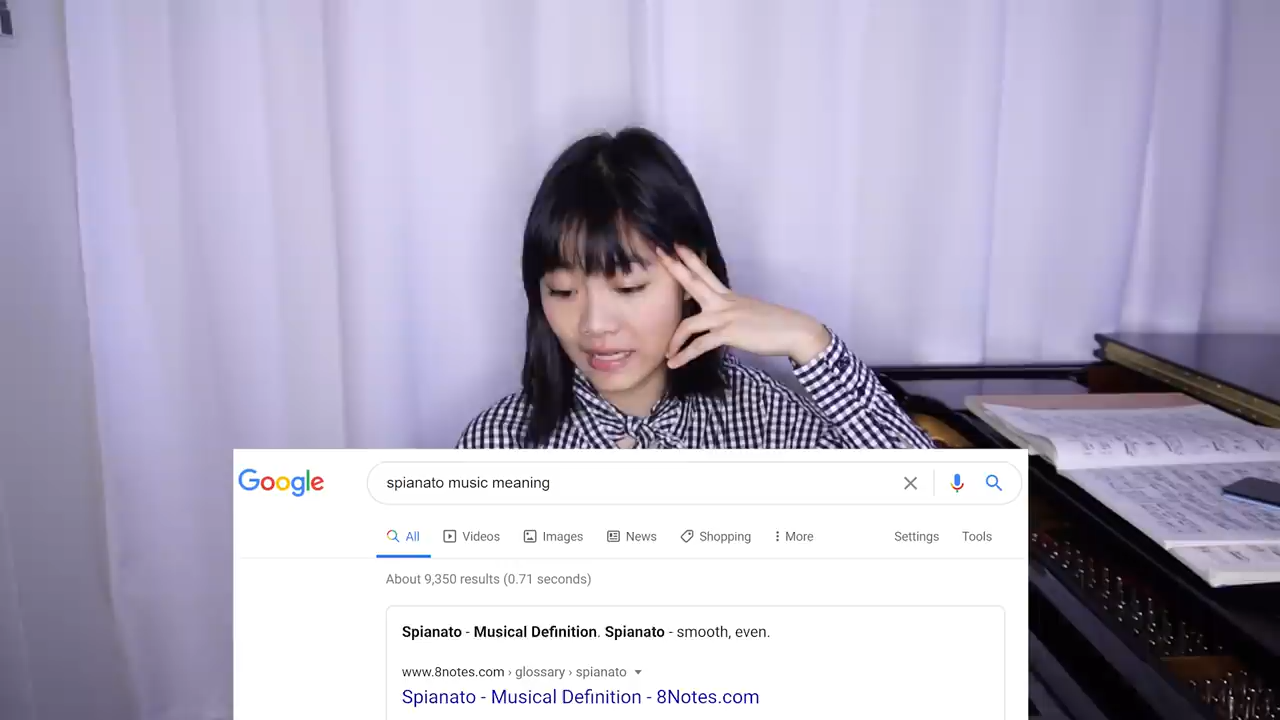 Google
spianato music meaning
All Videos Images News Shopping More Settings Tools
About 9,350 results (0.71 seconds)
Spianato - Musical Definition. Spianato - smooth, even.
www.8notes.com › glossary › spianato
Spianato - Musical Definition - 8Notes.com